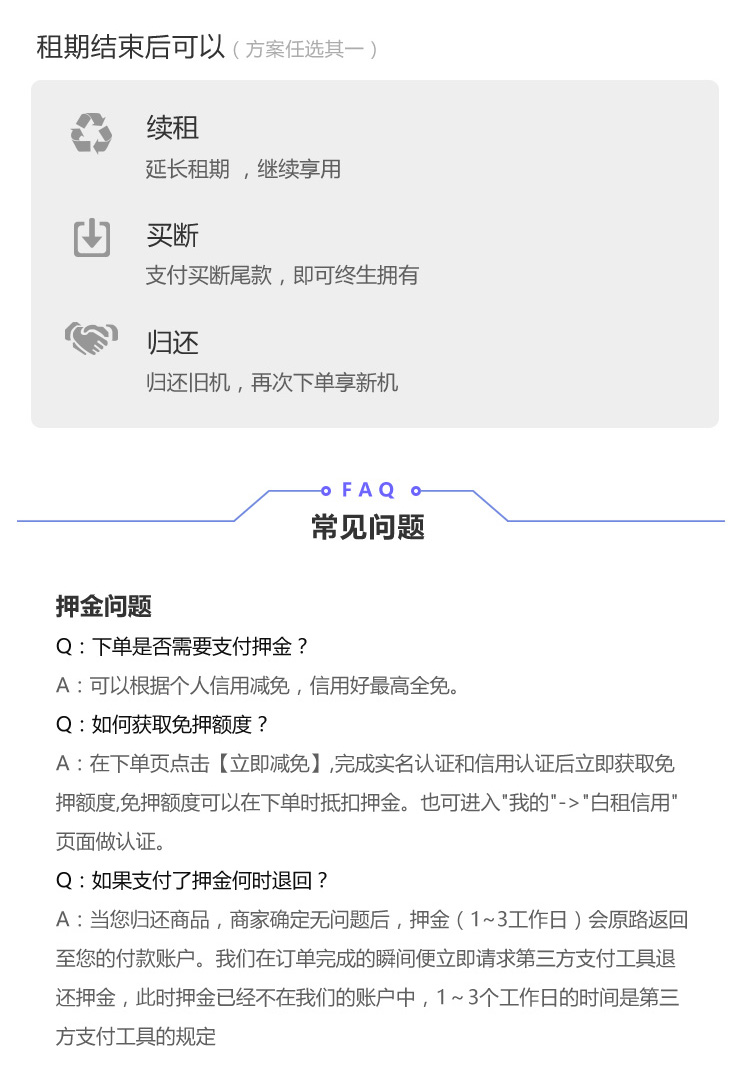 租期结束后可以（方案任选其一）
续租
延长租期 ，继续享用
买断
支付买断尾款，即可终生拥有
归还
归还旧机，再次下单享新机
FAQ
常见问题
押金问题
Q：下单是否需要支付押金？
A：可以根据个人信用减免，信用好最高全免。
Q：如何获取免押额度？
A：在下单页点击【立即减免】,完成实名认证和信用认证后立即获取免
押额度,免押额度可以在下单时抵扣押金。也可进入"我的"->"白租信用"
页面做认证。
Q：如果支付了押金何时退回？
A：当您归还商品，商家确定无问题后，押金（1~3工作日）会原路返回
至您的付款账户。我们在订单完成的瞬间便立即请求第三方支付工具退
还押金，此时押金已经不在我们的账户中，1～3个工作日的时间是第三
方支付工具的规定